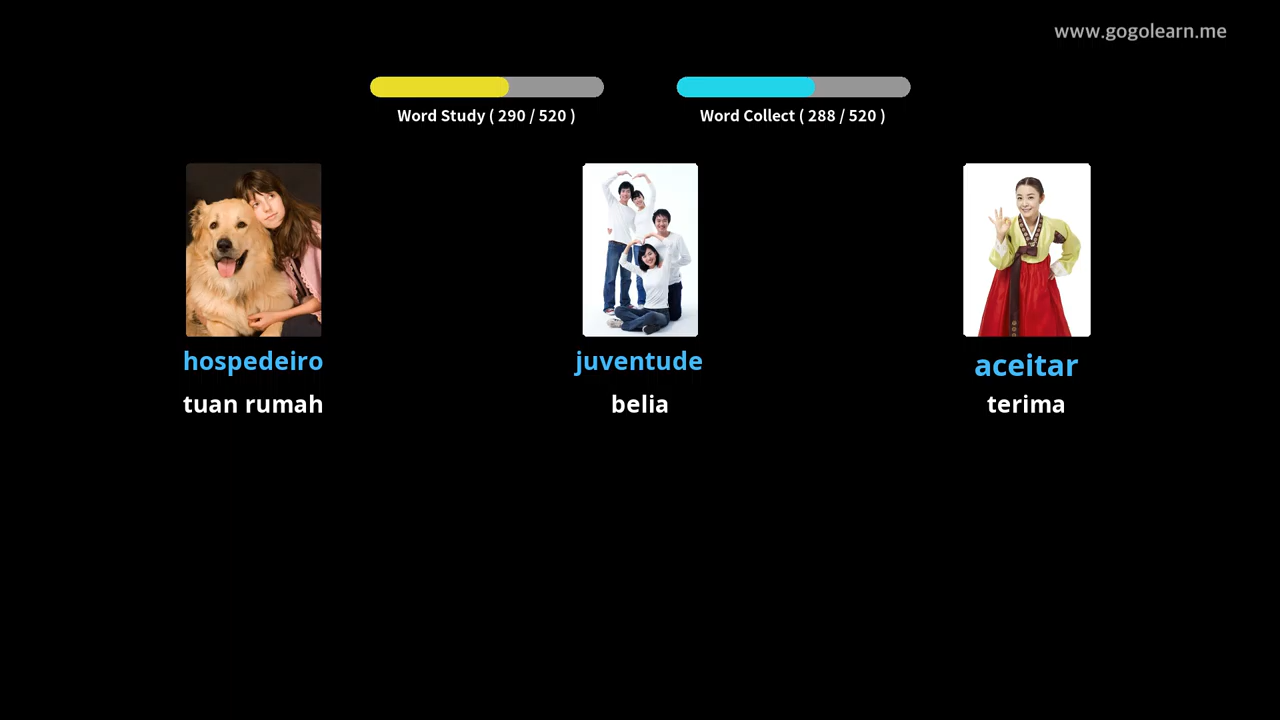 www.gogolearn.me
Word Study ( 290 / 520 )
Word Collect ( 288 / 520 )
hospedeiro
juventude
aceitar
tuan rumah
belia
terima